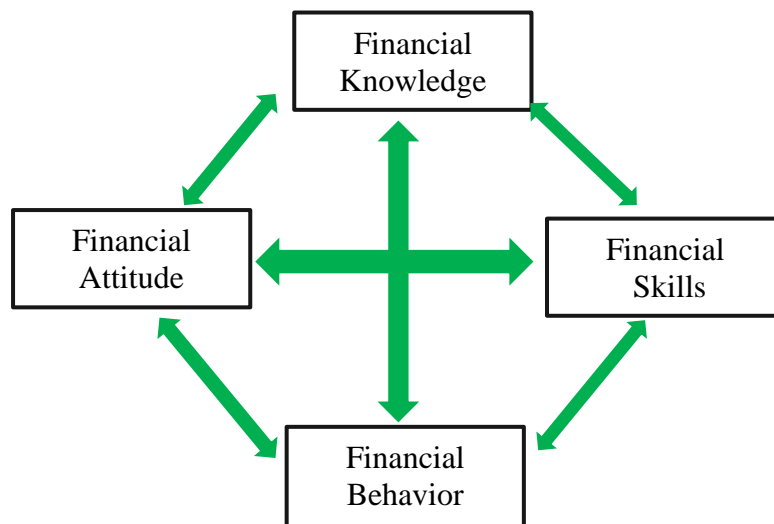 Financial
Knowledge
Financial
Attitude
Financial
Skills
Financial
Behavior